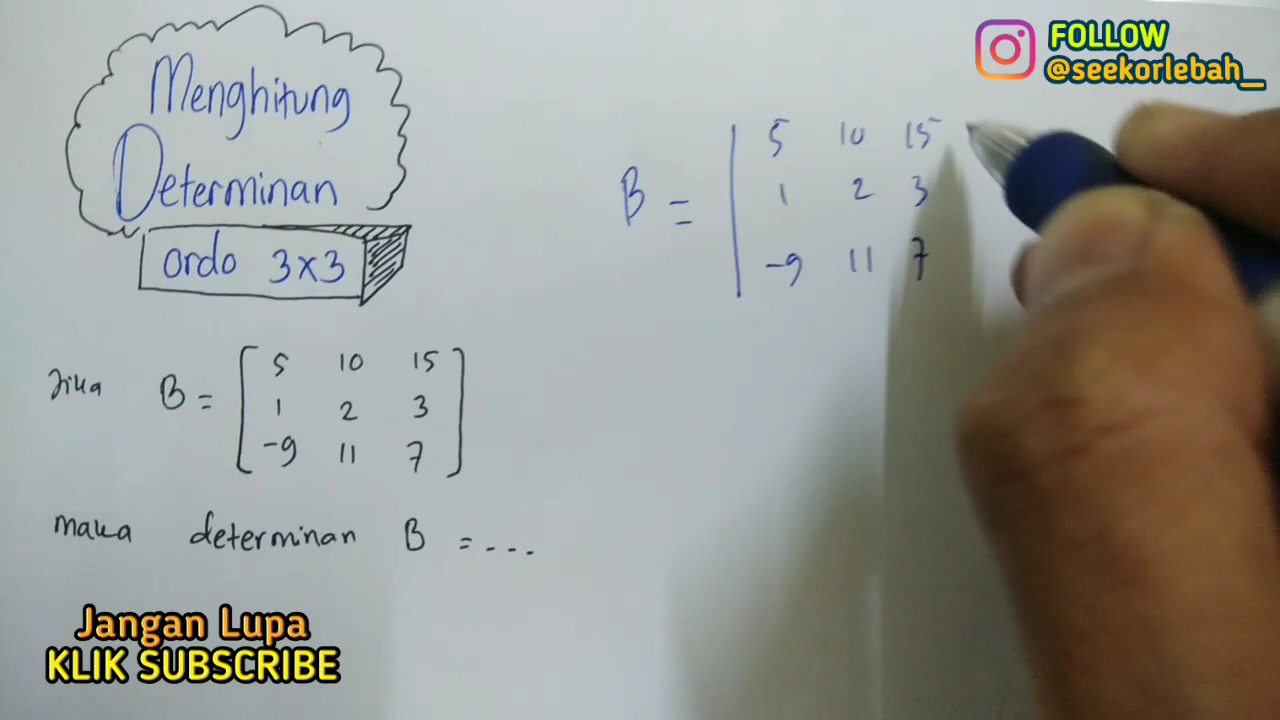 Menghitung
Determinan
ordo 3x3
Jika B = [ 5 10 15
1 2 3
-9 11 7 ]
maka determinan B = ...
B = | 5 10 15
1 2 3
-9 11 7
FOLLOW
@seekorlebah_
Jangan Lupa
KLIK SUBSCRIBE